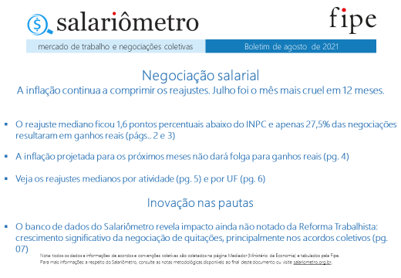 salariômetro
fipe
mercado de trabalho e negociações coletivas
Boletim de agosto de 2021
Negociação salarial
A inflação continua a comprimir os reajustes. Julho foi o mês mais cruel em 12 meses.
▪ O reajuste mediano ficou 1,6 pontos percentuais abaixo do INPC e apenas 27,5% das negociações
resultaram em ganhos reais (págs.. 2 e 3)
▪ A inflação projetada para os próximos meses não dará folga para ganhos reais (pg. 4)
▪ Veja os reajustes medianos por atividade (pg. 5) e por UF (pg. 6)
Inovação nas pautas
▪ O banco de dados do Salariômetro revela impacto ainda não notado da Reforma Trabalhista:
crescimento significativo da negociação de quitações, principalmente nos acordos coletivos (pg.
07)
Nota: todos os dados e informações de acordos e convenções coletivas são coletados na página Mediador (Ministério da Economia) e tabulados pela Fipe.
Para mais informações a respeito do Salariômetro, consulte as notas metodológicas disponíveis ao final deste documento ou visite salariometro.org.br.